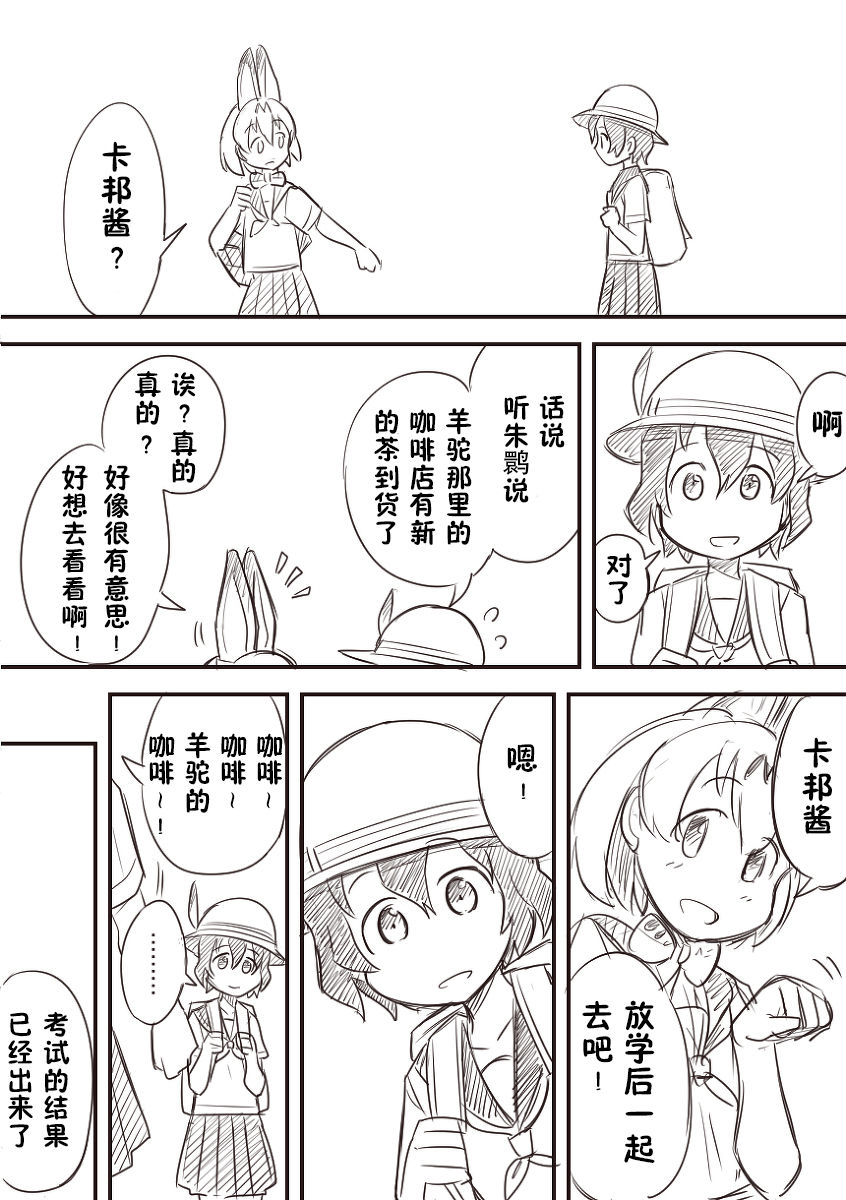 卡邦酱？
啊
对了
话说
听朱鹮说
羊驼那里的
咖啡店有新
的茶到货了
诶？真的
真的？
好像很有意思！
好想去看看啊！
卡邦酱
放学后一起
去吧！
嗯！
咖啡～
咖啡～
羊驼的
咖啡～！
………
考试的结果
已经出来了